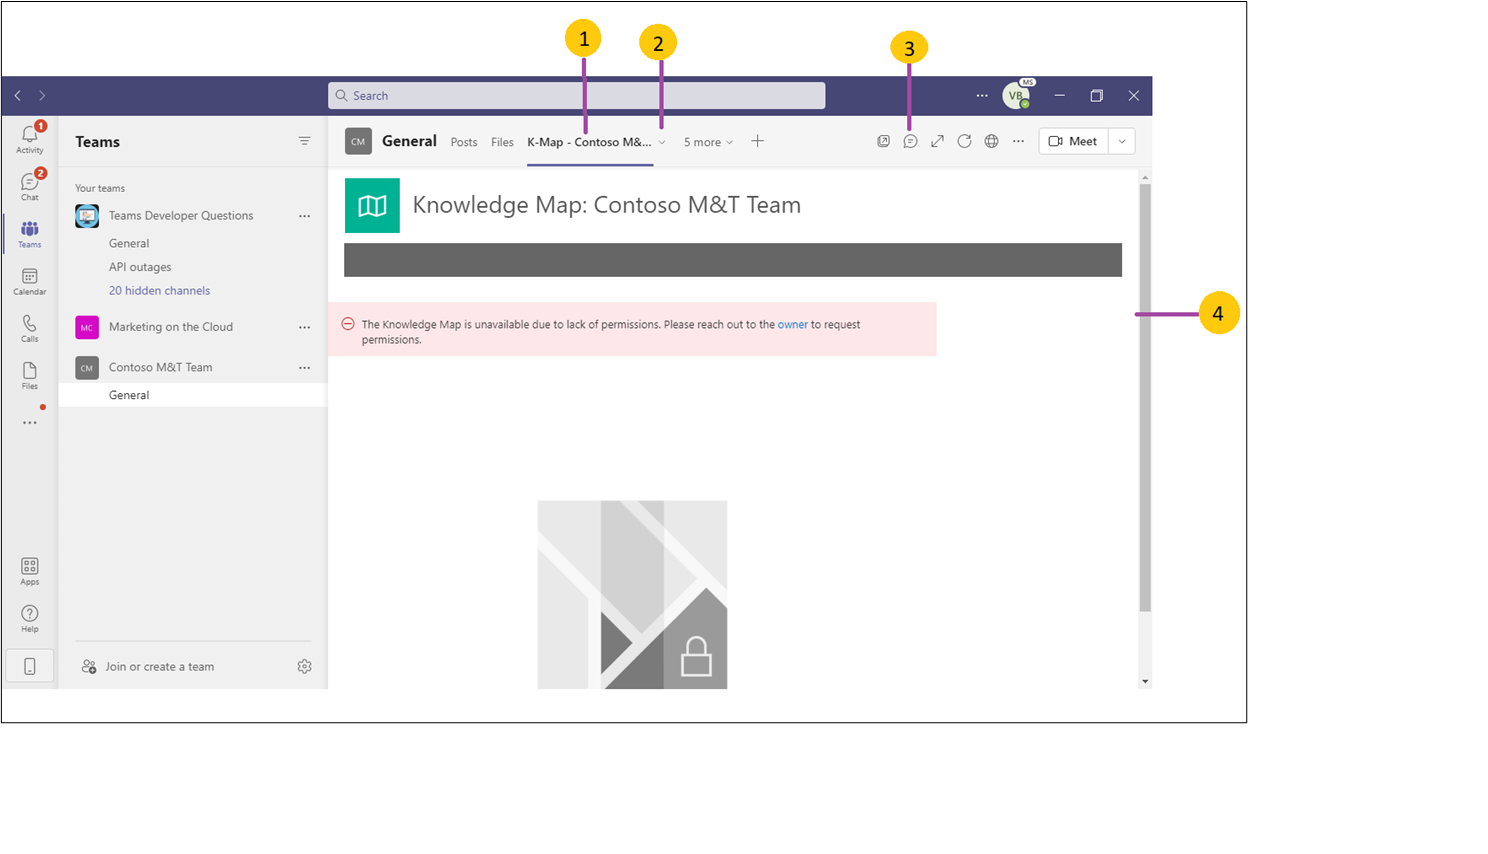 1
2
3
Search
MS
VB
1
Activity
Teams
CM
General
Posts
Files
K-Map - Contoso M&...
5 more
Meet
2
Chat
Your teams
Teams Developer Questions
Teams
General
API outages
20 hidden channels
Calendar
MC
Marketing on the Cloud
Calls
CM
Contoso M&T Team
General
Files
Knowledge Map: Contoso M&T Team
The Knowledge Map is unavailable due to lack of permissions. Please reach out to the owner to request
permissions.
4
Apps
Help
Join or create a team